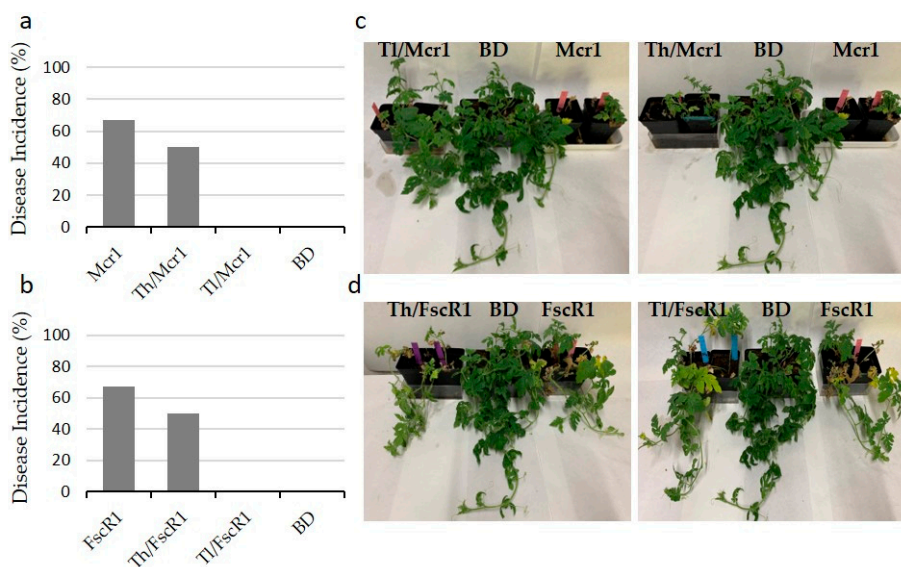 a
Disease Incidence (%)
100
80
60
40
20
0
Mcr1
Th/Mcr1
Tl/Mcr1
BD
b
Disease Incidence (%)
100
80
60
40
20
0
FscR1
Th/FscR1
Tl/FscR1
BD
c
Tl/Mcr1 BD Mcr1
Th/Mcr1 BD Mcr1
d
Th/FscR1 BD FscR1
Tl/FscR1 BD FscR1